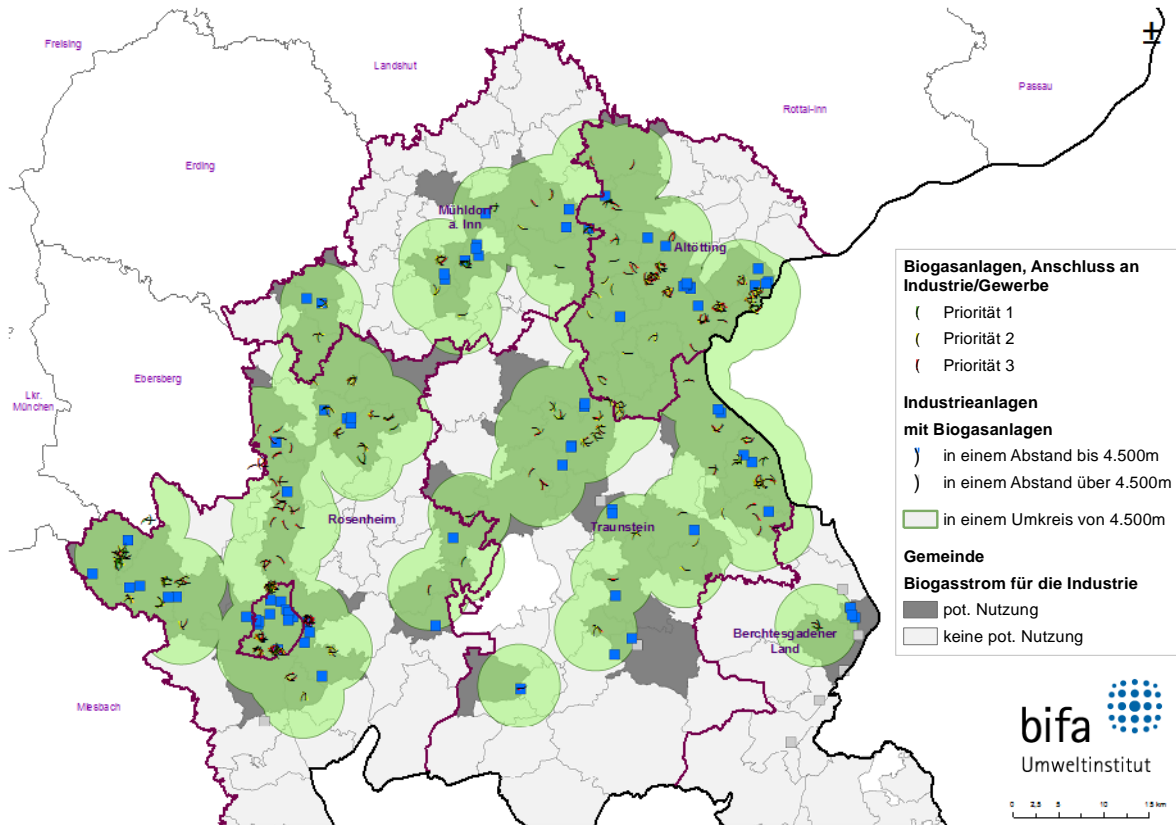 Freising
Landshut
±
Passau
Rottal-Inn
Erding
Mühldorf
a. Inn
Altötting
Ebersberg
Lkr.
München
Rosenheim
Traunstein
Berchtesgadener
Land
Miesbach
Biogasanlagen, Anschluss an
Industrie/Gewerbe
Priorität 1
Priorität 2
Priorität 3
Industrieanlagen
mit Biogasanlagen
in einem Abstand bis 4.500m
in einem Abstand über 4.500m
in einem Umkreis von 4.500m
Gemeinde
Biogasstrom für die Industrie
pot. Nutzung
keine pot. Nutzung
bifa
Umweltinstitut
0 2,5 5 10 15 km